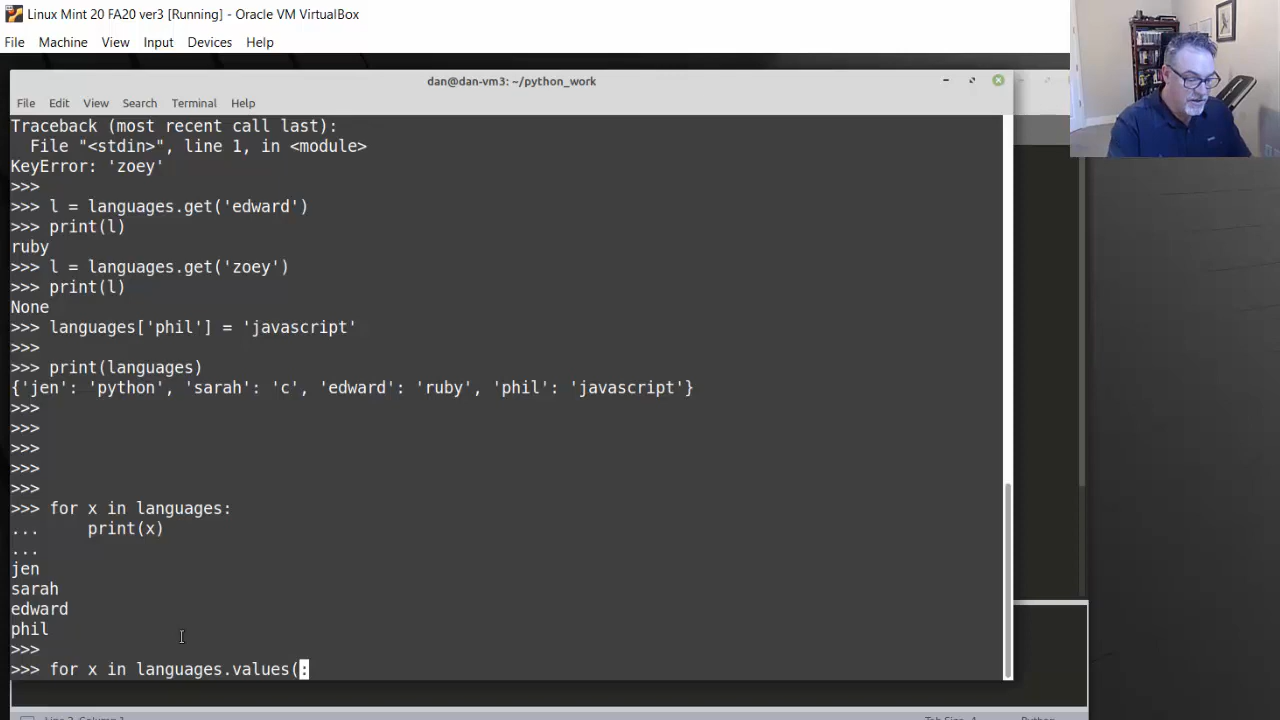 Linux Mint 20 FA20 ver3 [Running] - Oracle VM VirtualBox
File Machine View Input Devices Help
dan@dan-vm3: ~/python_work
File Edit View Search Terminal Help
Traceback (most recent call last):
  File "<stdin>", line 1, in <module>
KeyError: 'zoey'
>>>
>>> l = languages.get('edward')
>>> print(l)
ruby
>>> l = languages.get('zoey')
>>> print(l)
None
>>> languages['phil'] = 'javascript'
>>>
>>> print(languages)
{'jen': 'python', 'sarah': 'c', 'edward': 'ruby', 'phil': 'javascript'}
>>>
>>>
>>>
>>>
>>>
>>> for x in languages:
...     print(x)
...
jen
sarah
edward
phil
>>>
>>> for x in languages.values(: